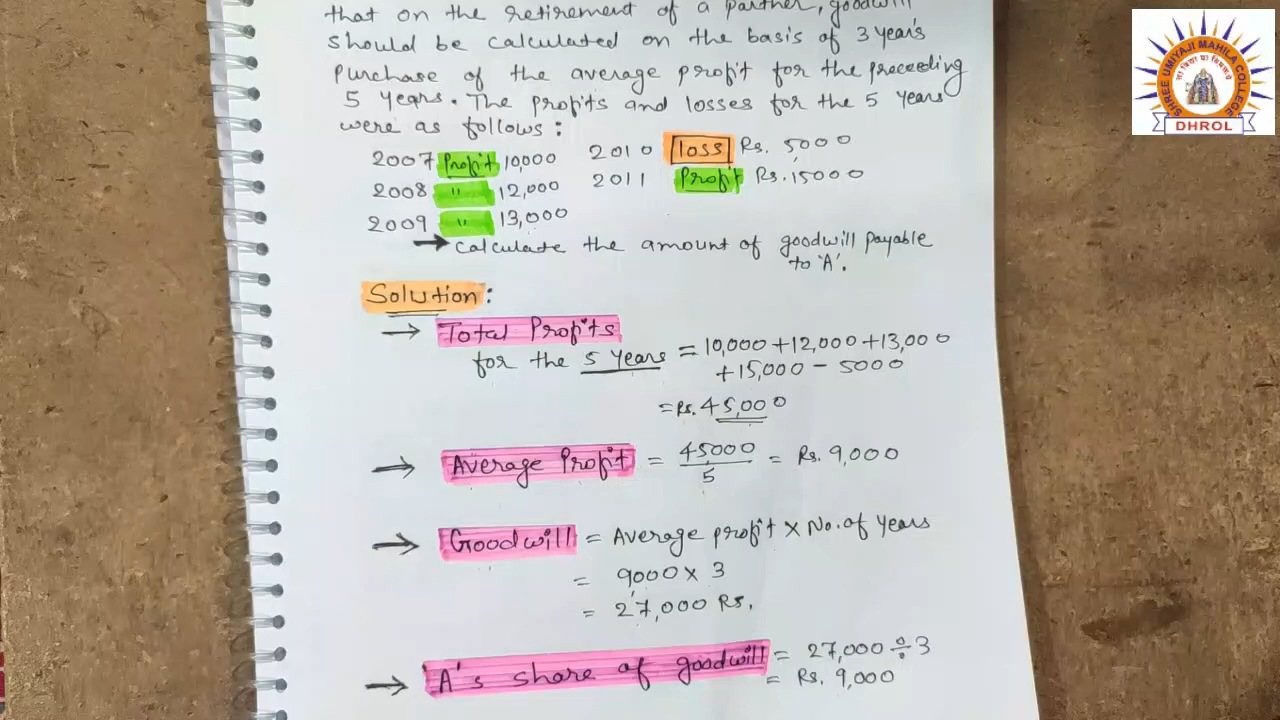 that on the retirement of a partner, goodwill
should be calculated on the basis of 3 year's
purchase of the average profit for the preceeding
5 years. The profits and losses for the 5 years
were as follows:
2007 Profit 10,000
2008 " 12,000
2009 " 13,000
2010 loss Rs. 5000
2011 Profit Rs. 15000
→ calculate the amount of goodwill payable
to 'A'.
Solution:
→ Total Profits
for the 5 years = 10,000 + 12,000 + 13,000
+ 15,000 - 5000
= Rs. 45,000
→ Average Profit = 45000 / 5 = Rs. 9,000
→ Goodwill = Average profit × No. of years
= 9000 × 3
= 27,000 Rs.
→ 'A's share of goodwill = 27,000 ÷ 3
= Rs. 9,000
SHREE UMIYAJI MAHILA COLLEGE
DHROL